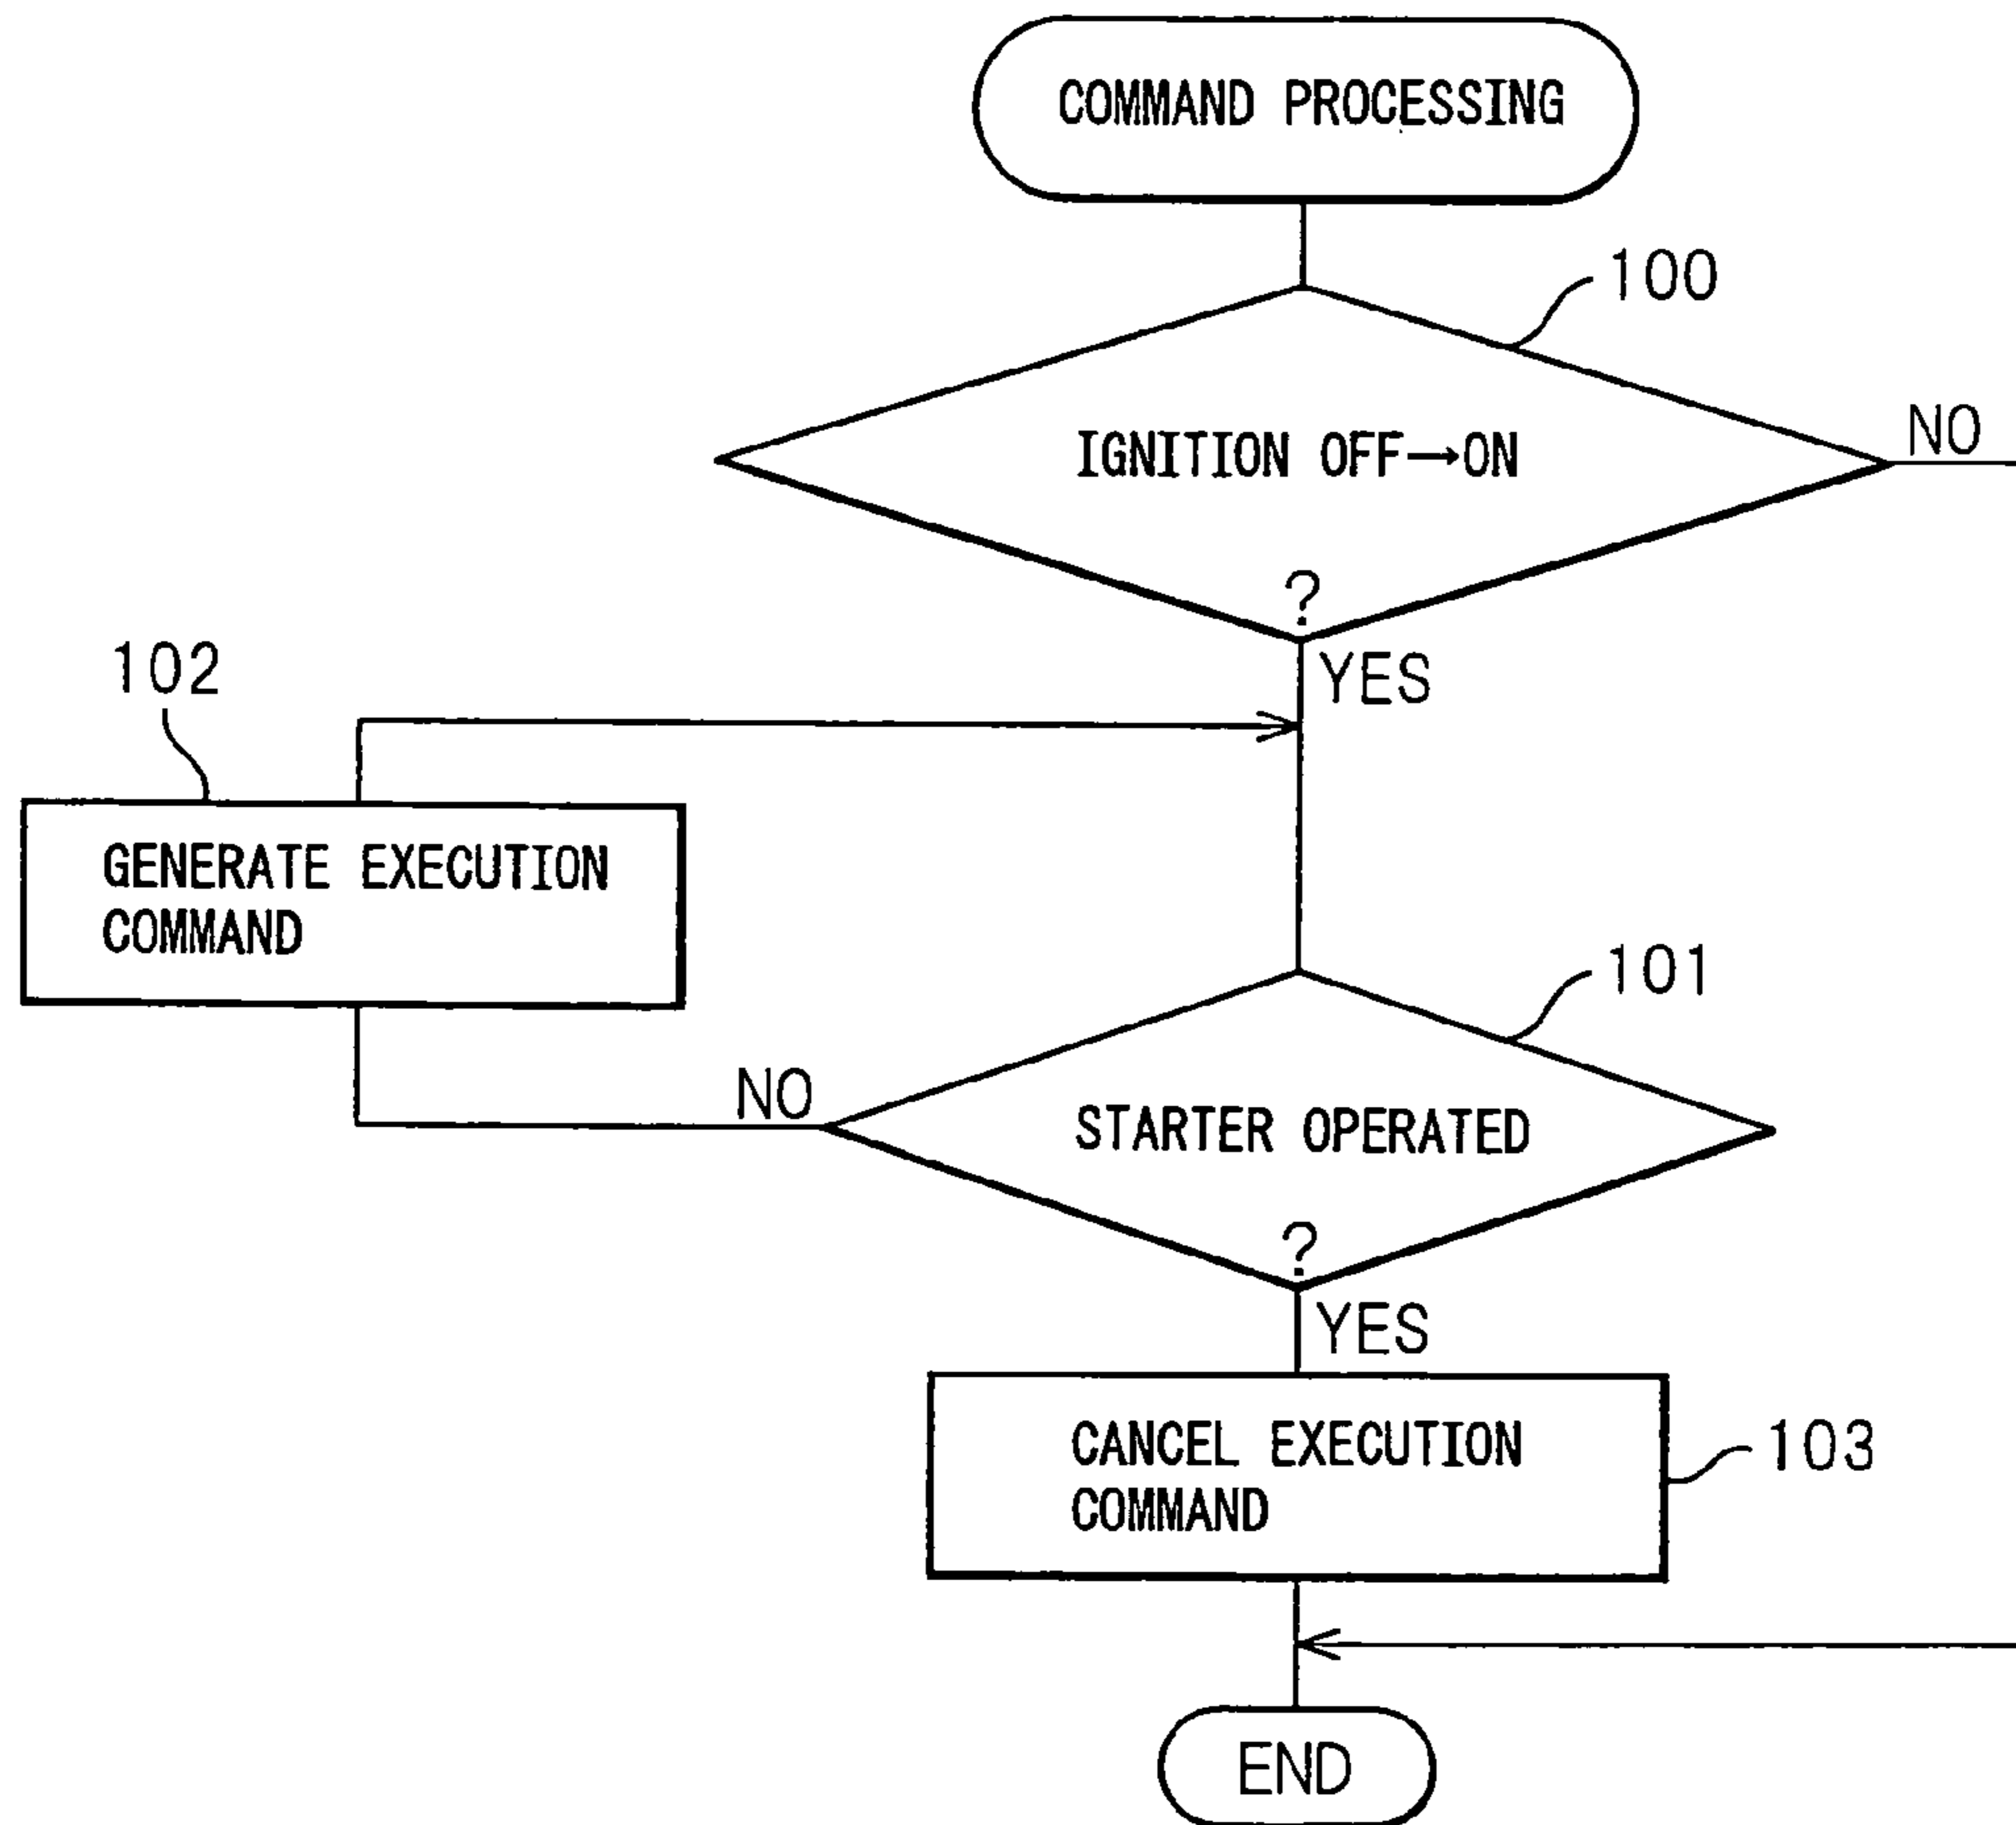 COMMAND PROCESSING
100
IGNITION OFF→ON
NO
?
YES
102
GENERATE EXECUTION
COMMAND
101
NO
STARTER OPERATED
?
YES
CANCEL EXECUTION
COMMAND
103
END